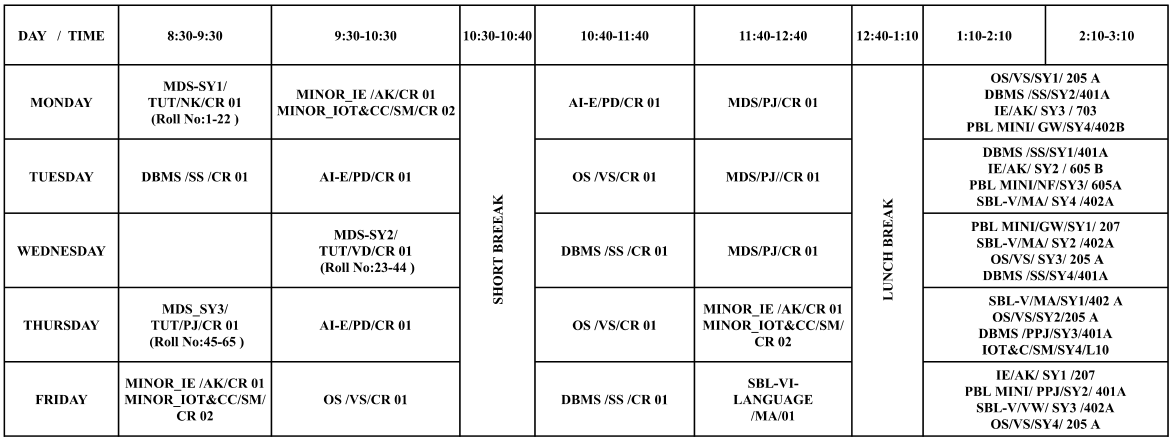 DAY / TIME
8:30-9:30
9:30-10:30
10:30-10:40
10:40-11:40
11:40-12:40
12:40-1:10
1:10-2:10
2:10-3:10
MONDAY
MDS-SY1/
TUT/NK/CR 01
(Roll No:1-22 )
MINOR_IE /AK/CR 01
MINOR_IOT&CC/SM/CR 02
SHORT BREEAK
AI-E/PD/CR 01
MDS/PJ/CR 01
LUNCH BREAK
OS/VS/SY1/ 205 A
DBMS /SS/SY2/401A
IE/AK/ SY3 / 703
PBL MINI/ GW/SY4/402B
TUESDAY
DBMS /SS /CR 01
AI-E/PD/CR 01
OS /VS/CR 01
MDS/PJ//CR 01
DBMS /SS/SY1/401A
IE/AK/ SY2 / 605 B
PBL MINI/NF/SY3/ 605A
SBL-V/MA/ SY4 /402A
WEDNESDAY
MDS-SY2/
TUT/VD/CR 01
(Roll No:23-44 )
DBMS /SS /CR 01
MDS/PJ/CR 01
PBL MINI/GW/SY1/ 207
SBL-V/MA/ SY2 /402A
OS/VS/ SY3/ 205 A
DBMS /SS/SY4/401A
THURSDAY
MDS_SY3/
TUT/PJ/CR 01
(Roll No:45-65 )
AI-E/PD/CR 01
OS /VS/CR 01
MINOR_IE /AK/CR 01
MINOR_IOT&CC/SM/
CR 02
SBL-V/MA/SY1/402 A
OS/VS/SY2/205 A
DBMS /PPJ/SY3/401A
IOT&C/SM/SY4/L10
FRIDAY
MINOR_IE /AK/CR 01
MINOR_IOT&CC/SM/
CR 02
OS /VS/CR 01
DBMS /SS /CR 01
SBL-VI-
LANGUAGE
/MA/01
IE/AK/ SY1 /207
PBL MINI/ PPJ/SY2/ 401A
SBL-V/VW/ SY3 /402A
OS/VS/SY4/ 205 A